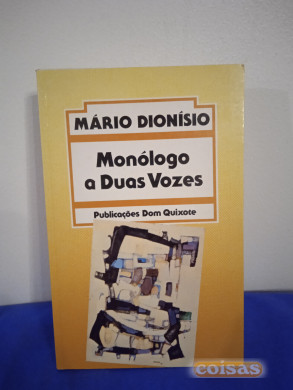 MÁRIO DIONÍSIO
Monólogo
a Duas Vozes
Publicações Dom Quixote
coisas